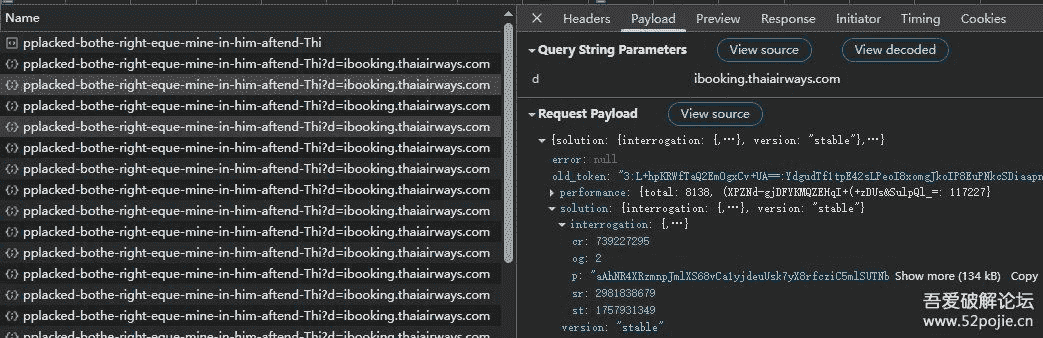 Name
pplacked-bothe-right-eque-mine-in-him-aftend-Thi
pplacked-bothe-right-eque-mine-in-him-aftend-Thi?d=ibooking.thaiairways.com
pplacked-bothe-right-eque-mine-in-him-aftend-Thi?d=ibooking.thaiairways.com
pplacked-bothe-right-eque-mine-in-him-aftend-Thi?d=ibooking.thaiairways.com
pplacked-bothe-right-eque-mine-in-him-aftend-Thi?d=ibooking.thaiairways.com
pplacked-bothe-right-eque-mine-in-him-aftend-Thi?d=ibooking.thaiairways.com
pplacked-bothe-right-eque-mine-in-him-aftend-Thi?d=ibooking.thaiairways.com
pplacked-bothe-right-eque-mine-in-him-aftend-Thi?d=ibooking.thaiairways.com
pplacked-bothe-right-eque-mine-in-him-aftend-Thi?d=ibooking.thaiairways.com
pplacked-bothe-right-eque-mine-in-him-aftend-Thi?d=ibooking.thaiairways.com
pplacked-bothe-right-eque-mine-in-him-aftend-Thi?d=ibooking.thaiairways.com
pplacked-bothe-right-eque-mine-in-him-aftend-Thi?d=ibooking.thaiairways.com
pplacked-bothe-right-eque-mine-in-him-aftend-Thi?d=ibooking.thaiairways.com
pplacked-bothe-right-eque-mine-in-him-aftend-Thi?d=ibooking.thaiairways.com
pplacked-bothe-right-eque-mine-in-him-aftend-Thi?d=ibooking.thaiairways.com
Headers Payload Preview Response Initiator Timing Cookies
Query String Parameters View source View decoded
d ibooking.thaiairways.com
Request Payload View source
{solution: {interrogation: {,…}, version: "stable"},…}
error: null
old_token: "3:L+hpKRWfTaQ2EmOgxCv+UA==:YdgudTf1tpE42sLPeoI8xomgJkoIP8EuPNkcSDiaapn
performance: {total: 8138, (XPZNd-gjDFYKMQZEHqI+(+zDUs&SulpQl_=: 117227}
solution: {interrogation: {,…}, version: "stable"}
interrogation: {,…}
cr: 739227295
og: 2
p: "aAhNR4XRzmnpJmlXS68vCa1yjdeuUsk7yX8rfcziC5mlSUTNb Show more (134 kB) Copy
sr: 2981838679
st: 1757931349
version: "stable"
吾爱破解论坛
www.52pojie.cn